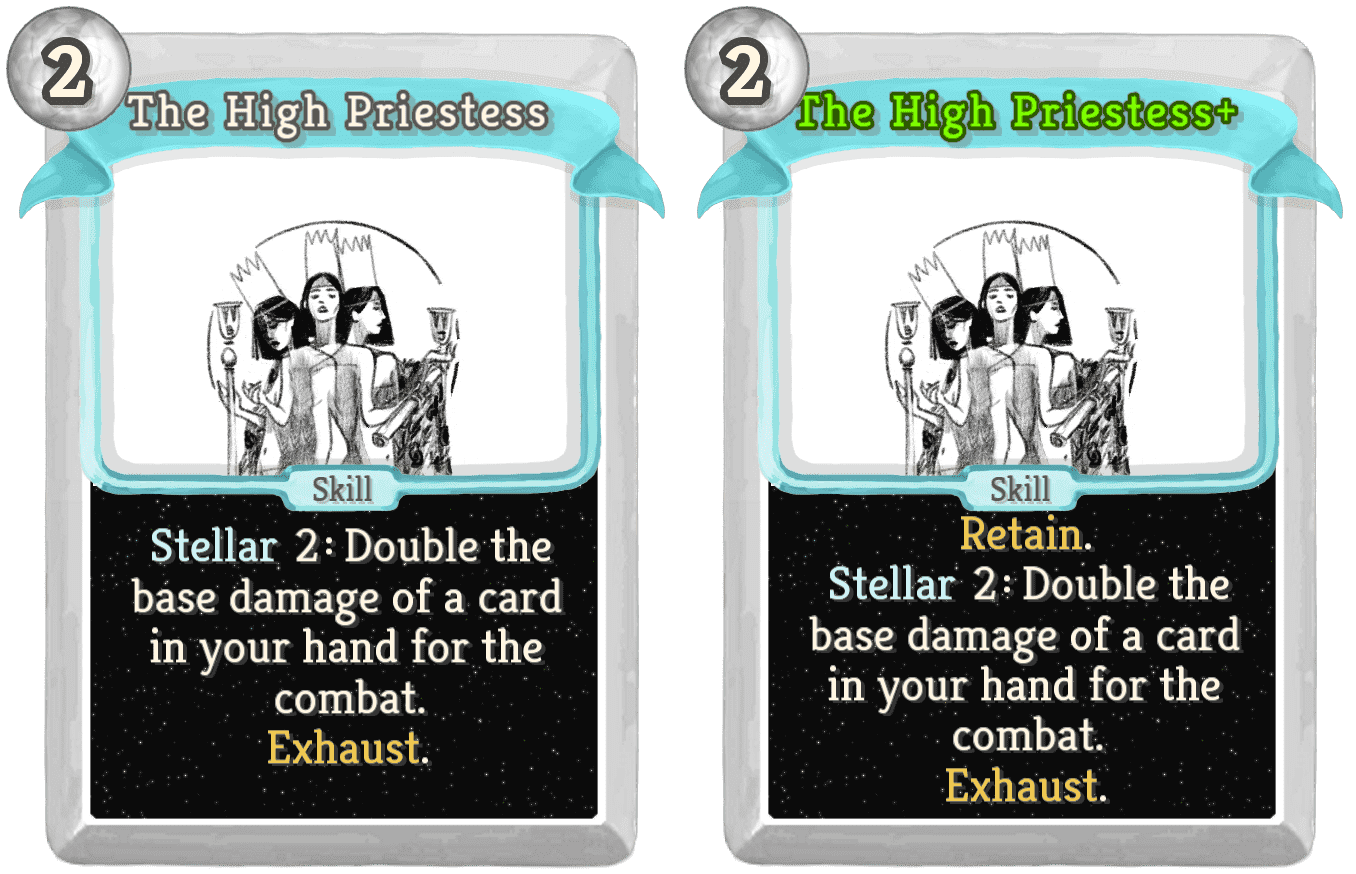 2
The High Priestess
Skill
Stellar 2: Double the
base damage of a card
in your hand for the
combat.
Exhaust.
2
The High Priestess+
Skill
Retain.
Stellar 2: Double the
base damage of a card
in your hand for the
combat.
Exhaust.